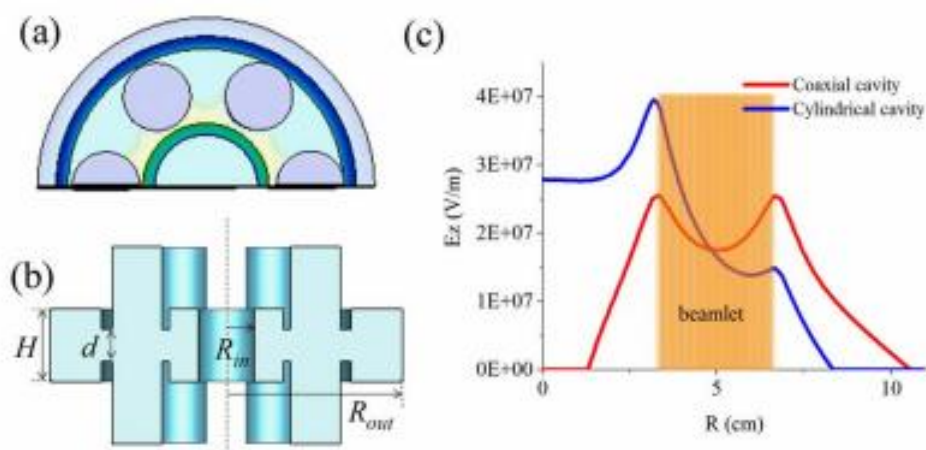 (a)
(b)
H
d
R_in
R_out
(c)
Coaxial cavity
Cylindrical cavity
4E+07
3E+07
2E+07
1E+07
0E+00
Ez (V/m)
beamlet
0
5
10
R (cm)